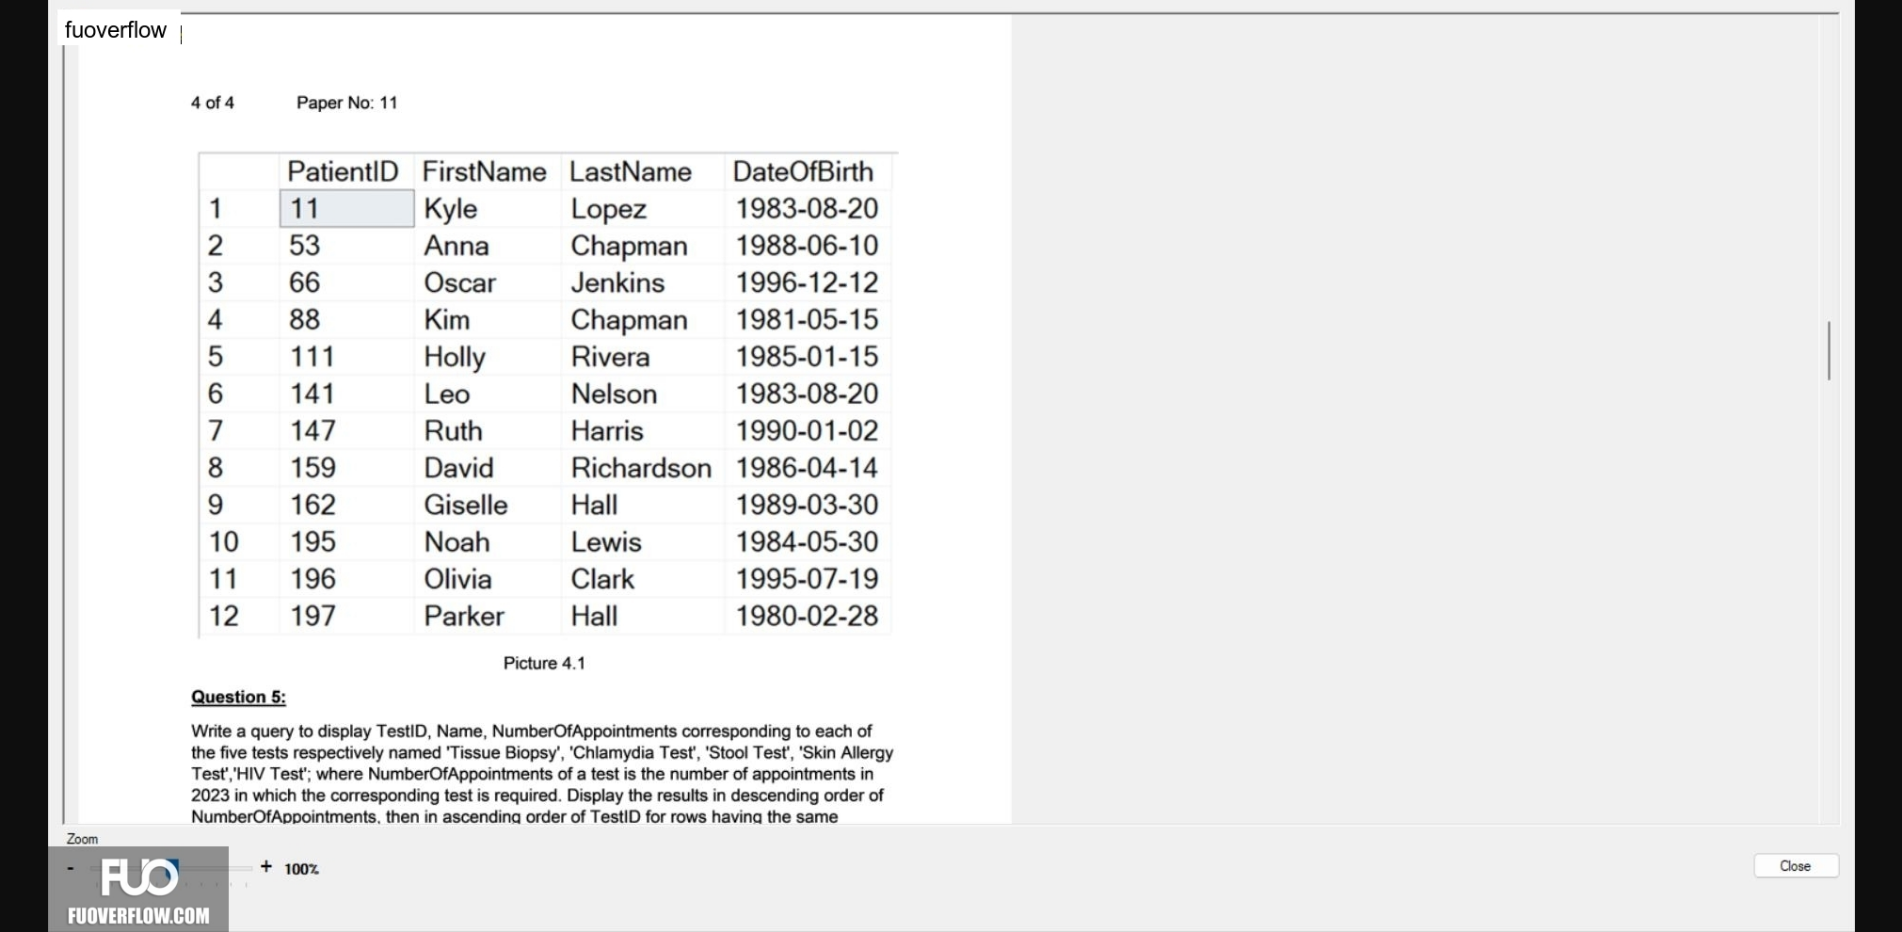 fuoverflow
4 of 4 Paper No: 11
PatientID FirstName LastName DateOfBirth
1 11 Kyle Lopez 1983-08-20
2 53 Anna Chapman 1988-06-10
3 66 Oscar Jenkins 1996-12-12
4 88 Kim Chapman 1981-05-15
5 111 Holly Rivera 1985-01-15
6 141 Leo Nelson 1983-08-20
7 147 Ruth Harris 1990-01-02
8 159 David Richardson 1986-04-14
9 162 Giselle Hall 1989-03-30
10 195 Noah Lewis 1984-05-30
11 196 Olivia Clark 1995-07-19
12 197 Parker Hall 1980-02-28
Picture 4.1
Question 5:
Write a query to display TestID, Name, NumberOfAppointments corresponding to each of
the five tests respectively named 'Tissue Biopsy', 'Chlamydia Test', 'Stool Test', 'Skin Allergy
Test','HIV Test'; where NumberOfAppointments of a test is the number of appointments in
2023 in which the corresponding test is required. Display the results in descending order of
NumberOfAppointments, then in ascending order of TestID for rows having the same
Zoom
- + 100%
Close
FUO
FUOVERFLOW.COM